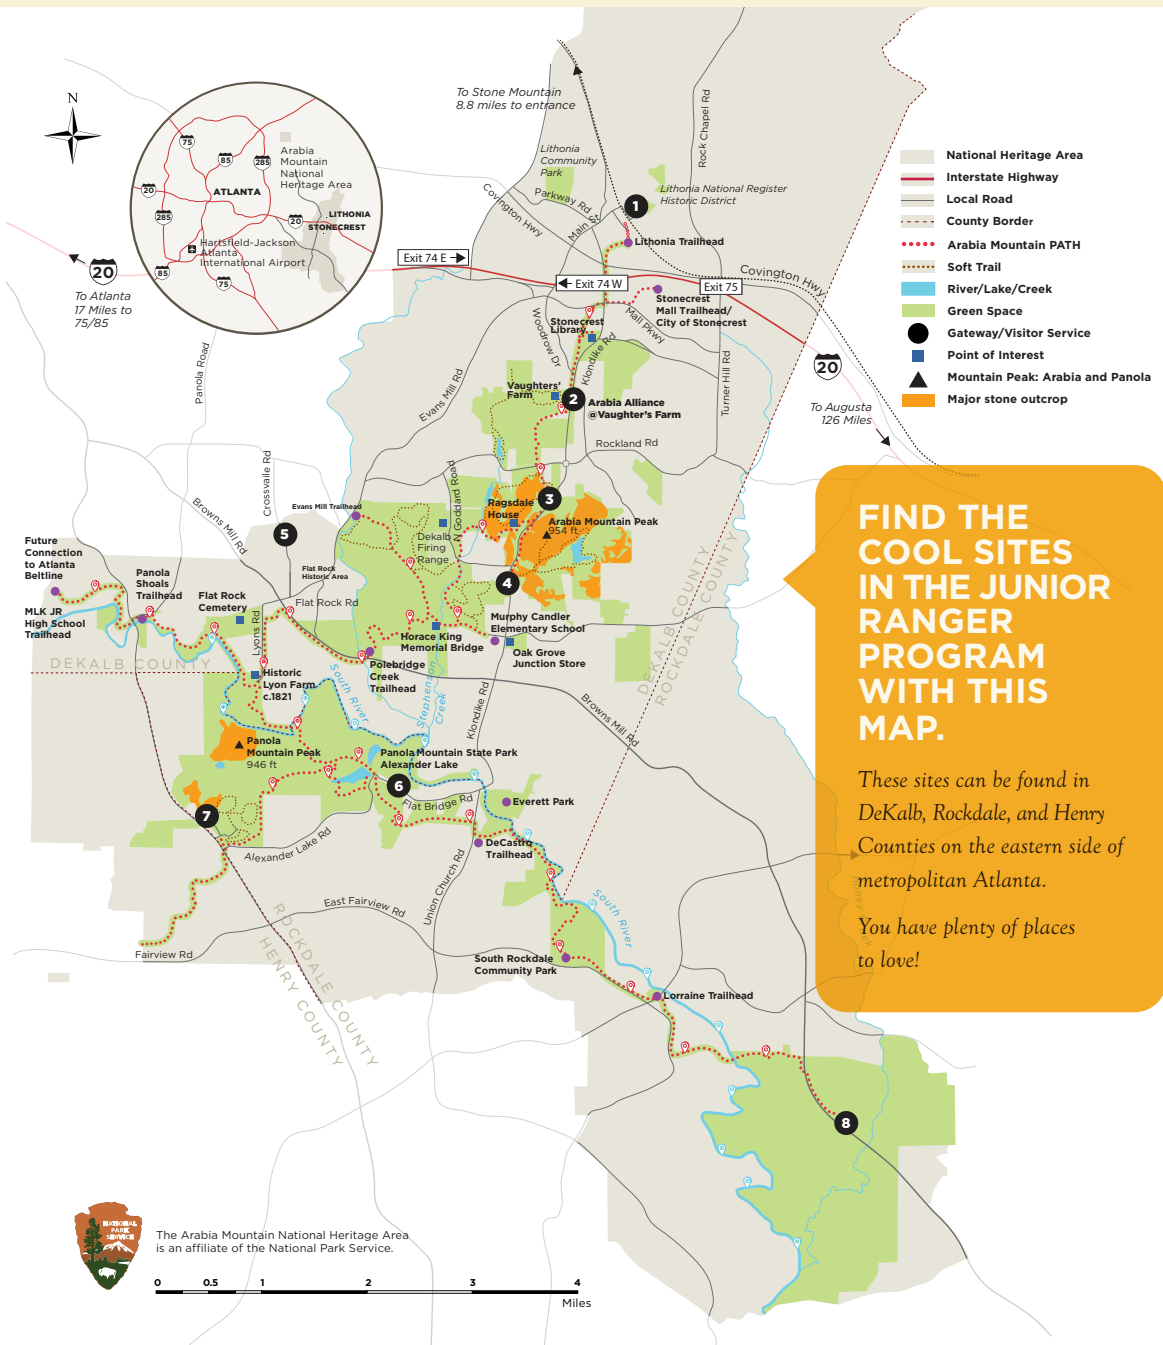 To Stone Mountain
8.8 miles to entrance
N
75
85
285
20
ATLANTA
285
20
85
75
Arabia
Mountain
National
Heritage Area
LITHONIA
STONECREST
Hartsfield-Jackson
Atlanta
International Airport
20
To Atlanta
17 Miles to
75/85
Lithonia
Community
Park
Rock Chapel Rd
Parkway Rd
Covington Hwy
Main St
1
Lithonia National Register
Historic District
Lithonia Trailhead
Exit 74 E
Exit 74 W
Exit 75
Covington Hwy
Stonecrest
Mall Trailhead/
City of Stonecrest
Stonecrest
Library
Mall Pkwy
Woodrow Dr
Klondike Rd
Turner Hill Rd
Panola Road
Evans Mill Rd
Vaughters'
Farm
2
Arabia Alliance
@Vaughter's Farm
Rockland Rd
20
To Augusta
126 Miles
National Heritage Area
Interstate Highway
Local Road
County Border
Arabia Mountain PATH
Soft Trail
River/Lake/Creek
Green Space
Gateway/Visitor Service
Point of Interest
Mountain Peak: Arabia and Panola
Major stone outcrop
Crossvale Rd
Browns Mill Rd
Evans Mill Trailhead
N Goddard Road
Ragsdale
House
3
Arabia Mountain Peak
954 ft
Dekalb
Firing
Range
5
4
Future
Connection
to Atlanta
Beltline
Panola
Shoals
Trailhead
MLK JR
High School
Trailhead
Flat Rock
Cemetery
Flat Rock
Historic Area
Flat Rock Rd
Lyons Rd
Horace King
Memorial Bridge
Murphy Candler
Elementary School
Oak Grove
Junction Store
Polebridge
Creek
Trailhead
DEKALB COUNTY
Historic
Lyon Farm
c.1821
South River
Stephenson
Creek
Klondike Rd
Browns Mill Rd
DEKALB COUNTY
ROCKDALE COUNTY
Panola
Mountain Peak
946 ft
Panola Mountain State Park
Alexander Lake
6
Flat Bridge Rd
Everett Park
7
Alexander Lake Rd
DeCastro
Trailhead
Union Church Rd
East Fairview Rd
Fairview Rd
ROCKDALE COUNTY
HENRY COUNTY
South River
South Rockdale
Community Park
Lorraine Trailhead
8
FIND THE
COOL SITES
IN THE JUNIOR
RANGER
PROGRAM
WITH THIS
MAP.
These sites can be found in
DeKalb, Rockdale, and Henry
Counties on the eastern side of
metropolitan Atlanta.
You have plenty of places
to love!
NATIONAL
PARK
SERVICE
The Arabia Mountain National Heritage Area
is an affiliate of the National Park Service.
0 0.5 1 2 3 4
Miles